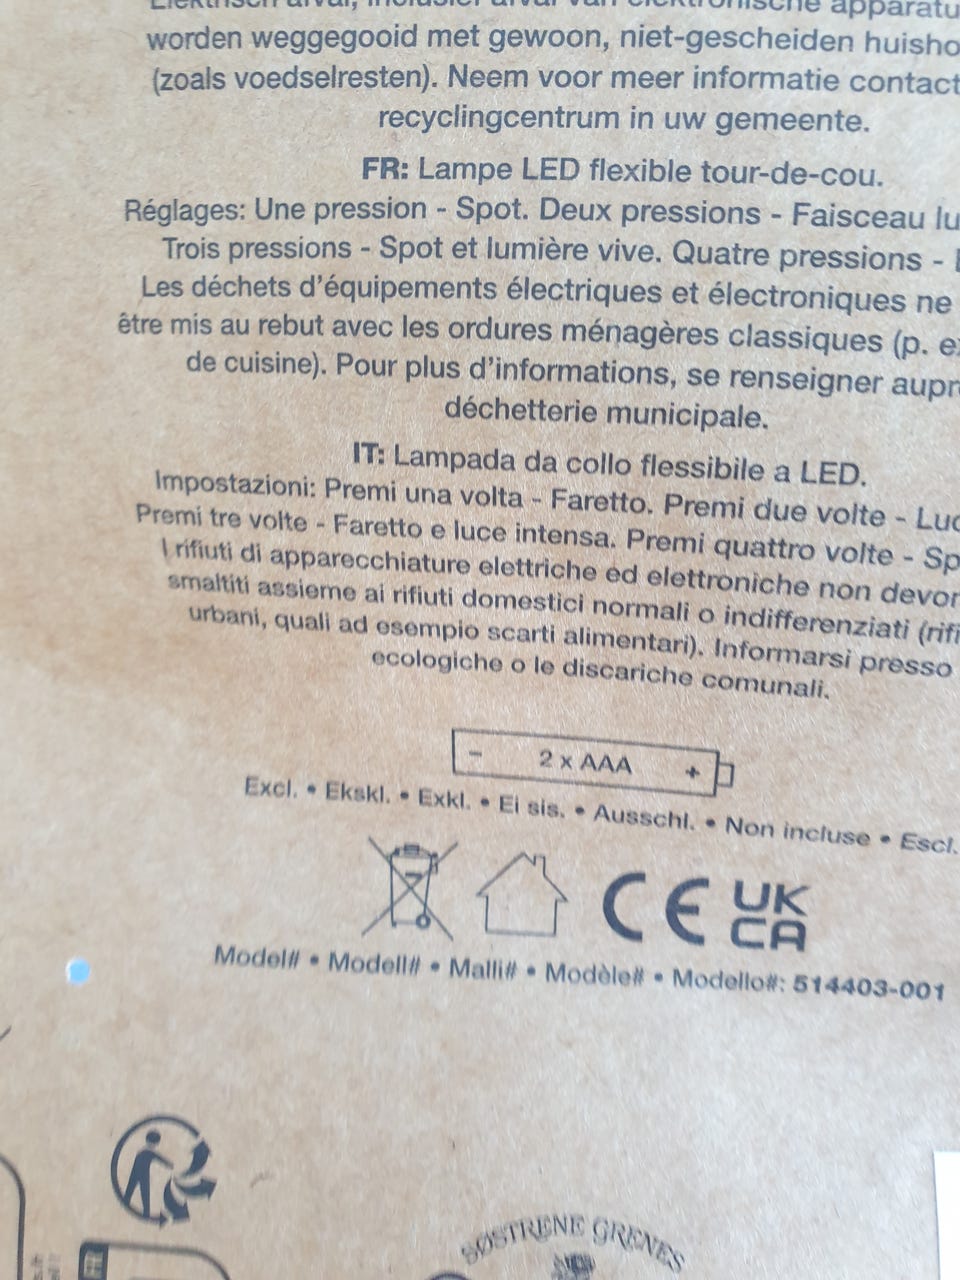 worden weggegooid met gewoon, niet-gescheiden
(zoals voedselresten). Neem voor meer informatie contact
recyclingcentrum in uw gemeente.
FR: Lampe LED flexible tour-de-cou.
Réglages: Une pression - Spot. Deux pressions - Faisceau
Trois pressions - Spot et lumière vive. Quatre pressions -
Les déchets d'équipements électriques et électroniques ne
être mis au rebut avec les ordures ménagères classiques (p.
de cuisine). Pour plus d'informations, se renseigner
déchetterie municipale.
IT: Lampada da collo flessibile a LED.
Impostazioni: Premi una volta - Faretto. Premi due volte -
Premi tre volte - Faretto e luce intensa. Premi quattro volte -
I rifiuti di apparecchiature elettriche ed elettroniche non
smaltiti assieme ai rifiuti domestici normali o indifferenziati
urbani, quali ad esempio scarti alimentari). Informarsi presso
ecologiche o le discariche comunali.
- 2 x AAA +
Excl. • Ekskl. • Exkl. • Ei sis. • Ausschl. • Non incluse • Escl.
CE UK
CA
Model# • Modell# • Malli# • Modèle# • Modello#: 514403-001
SØSTRENE GRENES
FR